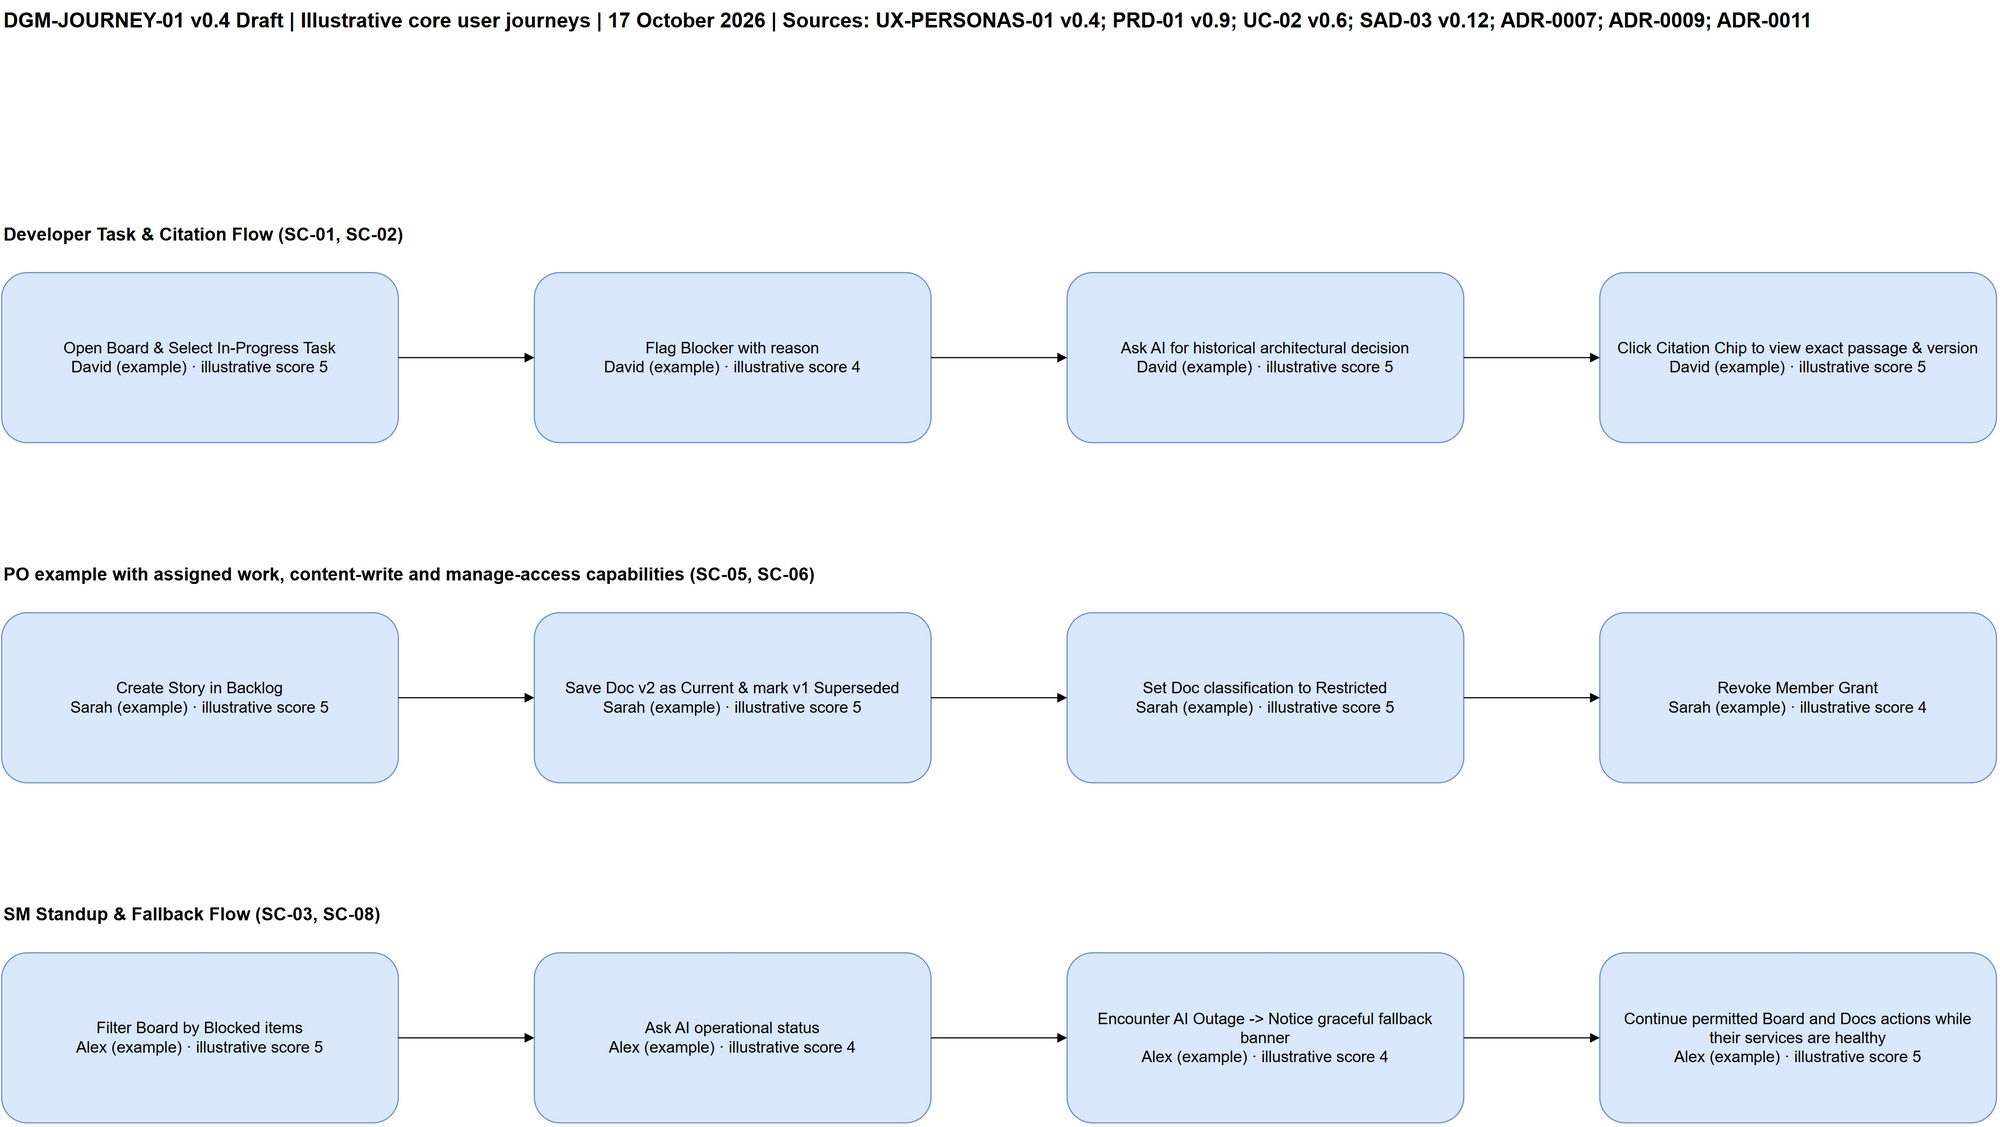 DGM-JOURNEY-01 v0.4 Draft | Illustrative core user journeys | 17 October 2026 | Sources: UX-PERSONAS-01 v0.4; PRD-01 v0.9; UC-02 v0.6; SAD-03 v0.12; ADR-0007; ADR-0009; ADR-0011
Developer Task & Citation Flow (SC-01, SC-02)
Open Board & Select In-Progress Task
David (example) · illustrative score 5
Flag Blocker with reason
David (example) · illustrative score 4
Ask AI for historical architectural decision
David (example) · illustrative score 5
Click Citation Chip to view exact passage & version
David (example) · illustrative score 5
PO example with assigned work, content-write and manage-access capabilities (SC-05, SC-06)
Create Story in Backlog
Sarah (example) · illustrative score 5
Save Doc v2 as Current & mark v1 Superseded
Sarah (example) · illustrative score 5
Set Doc classification to Restricted
Sarah (example) · illustrative score 5
Revoke Member Grant
Sarah (example) · illustrative score 4
SM Standup & Fallback Flow (SC-03, SC-08)
Filter Board by Blocked items
Alex (example) · illustrative score 5
Ask AI operational status
Alex (example) · illustrative score 4
Encounter AI Outage -> Notice graceful fallback
banner
Alex (example) · illustrative score 4
Continue permitted Board and Docs actions while
their services are healthy
Alex (example) · illustrative score 5